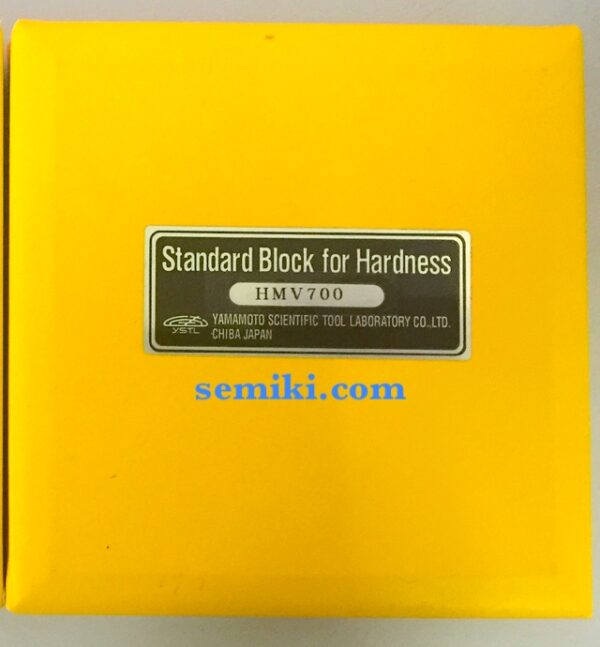 Standard Block for Hardness
HMV700
YSTL
YAMAMOTO SCIENTIFIC TOOL LABORATORY CO.,LTD.
CHIBA JAPAN
semiki.com